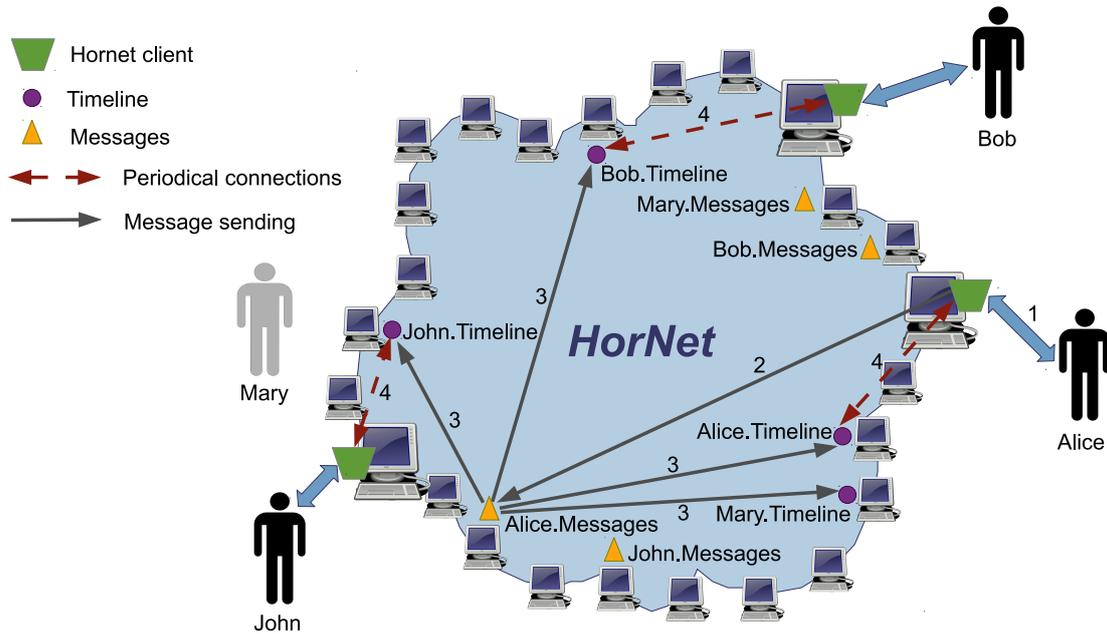 Hornet client
Timeline
Messages
Periodical connections
Message sending
Bob
4
Bob.Timeline
Mary.Messages
Bob.Messages
3
1
John.Timeline
HorNet
2
4
Mary
4
3
Alice.Timeline
Alice
3
3
Mary.Timeline
Alice.Messages
John.Messages
John